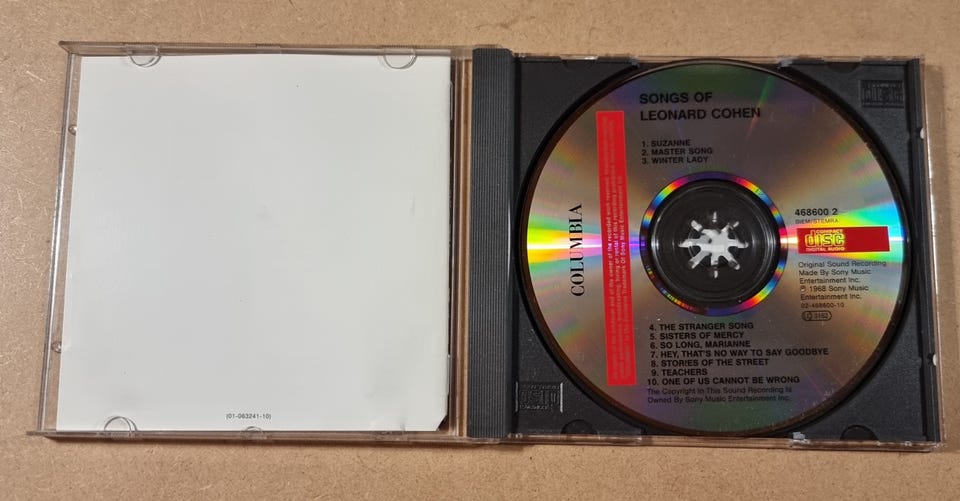 (01-063241-10)
SONGS OF
LEONARD COHEN
1. SUZANNE
2. MASTER SONG
3. WINTER LADY
COLUMBIA
468600 2
BIEM/STEMRA
COMPACT
disc
DIGITAL AUDIO
Original Sound Recording
Made By Sony Music
Entertainment Inc.
℗ 1968 Sony Music
Entertainment Inc.
02-468600-10
LC 0162
4. THE STRANGER SONG
5. SISTERS OF MERCY
6. SO LONG, MARIANNE
7. HEY, THAT'S NO WAY TO SAY GOODBYE
8. STORIES OF THE STREET
9. TEACHERS
10. ONE OF US CANNOT BE WRONG
The Copyright In This Sound Recording Is
Owned By Sony Music Entertainment Inc.